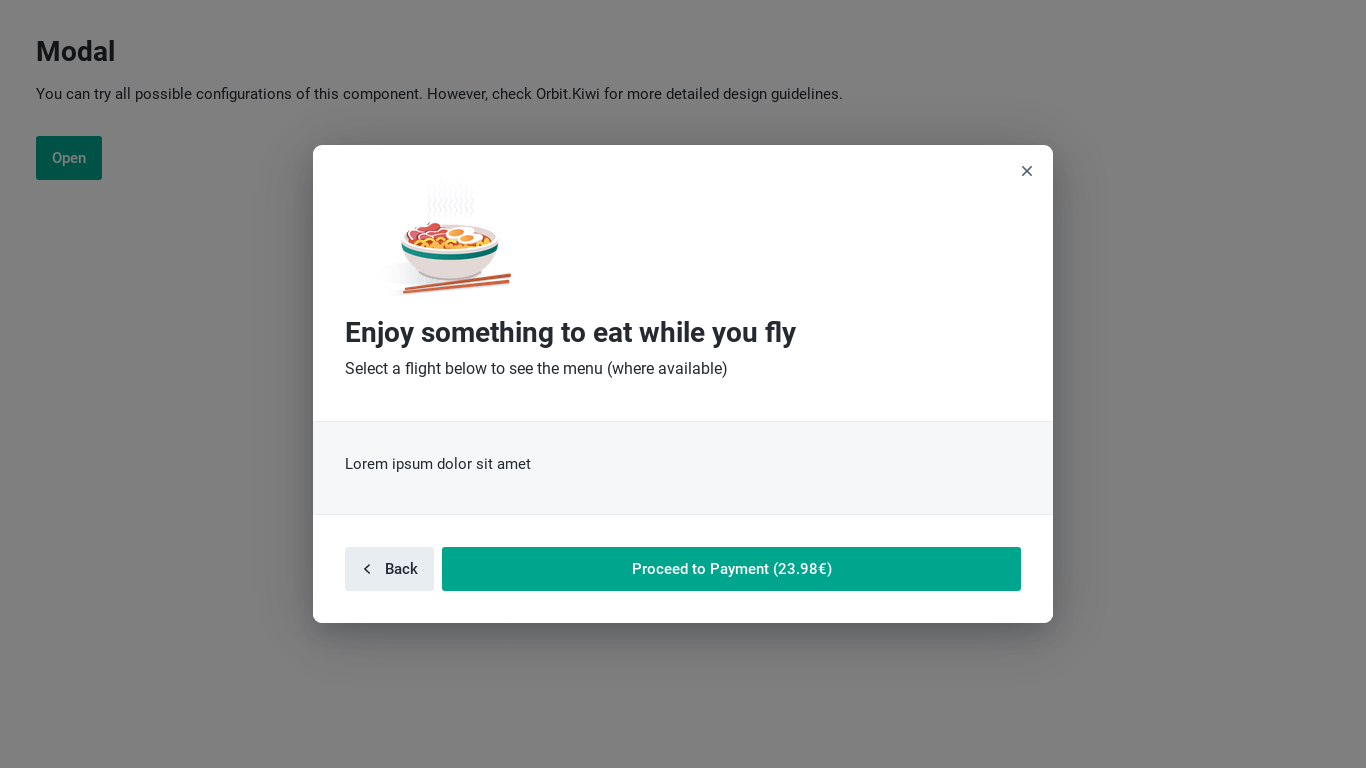 Modal
You can try all possible configurations of this component. However, check Orbit.Kiwi for more detailed design guidelines.
Open
Enjoy something to eat while you fly
Select a flight below to see the menu (where available)
Lorem ipsum dolor sit amet
Back
Proceed to Payment (23.98€)